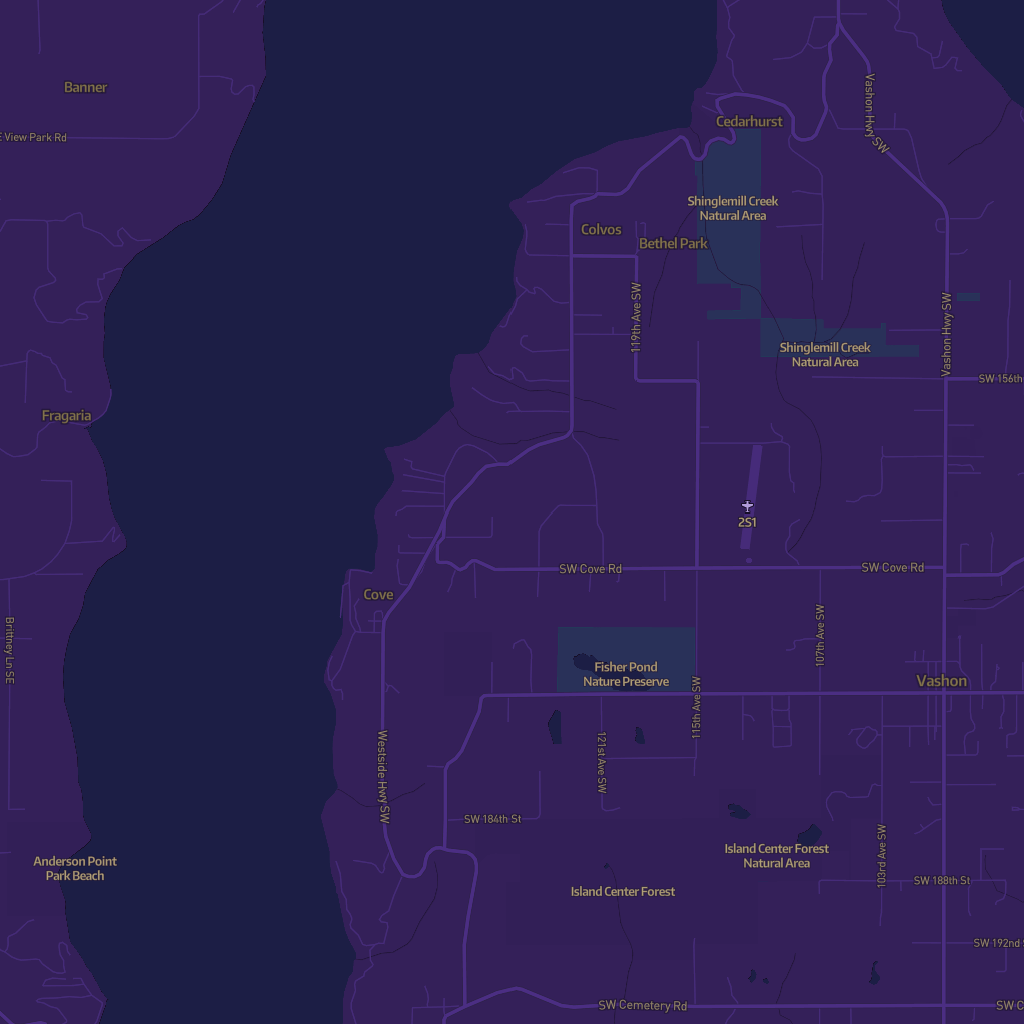 Banner
E View Park Rd
Cedarhurst
Vashon Hwy SW
Shinglemill Creek
Natural Area
Colvos
Bethel Park
119th Ave SW
Vashon Hwy SW
Shinglemill Creek
Natural Area
SW 156th
Fragaria
2S1
SW Cove Rd
SW Cove Rd
Cove
Brittney Ln SE
107th Ave SW
Fisher Pond
Nature Preserve
115th Ave SW
Vashon
Westside Hwy SW
121st Ave SW
SW 184th St
Anderson Point
Park Beach
Island Center Forest
Natural Area
103rd Ave SW
SW 188th St
Island Center Forest
SW 192nd
SW Cemetery Rd
SW C